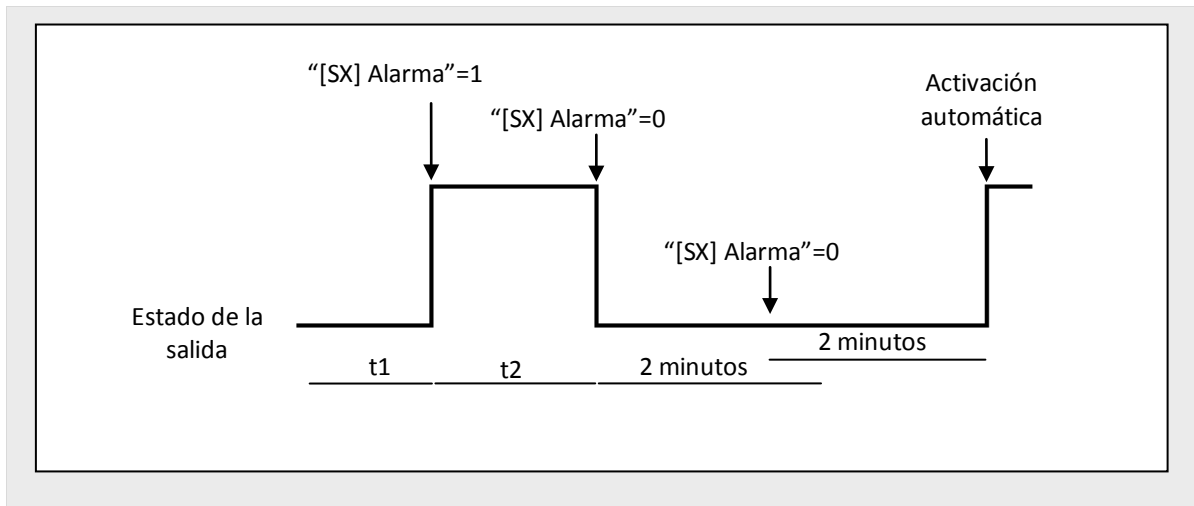 “[SX] Alarma”=1
“[SX] Alarma”=0
Activación
automática
“[SX] Alarma”=0
Estado de la
salida
2 minutos
t1
t2
2 minutos